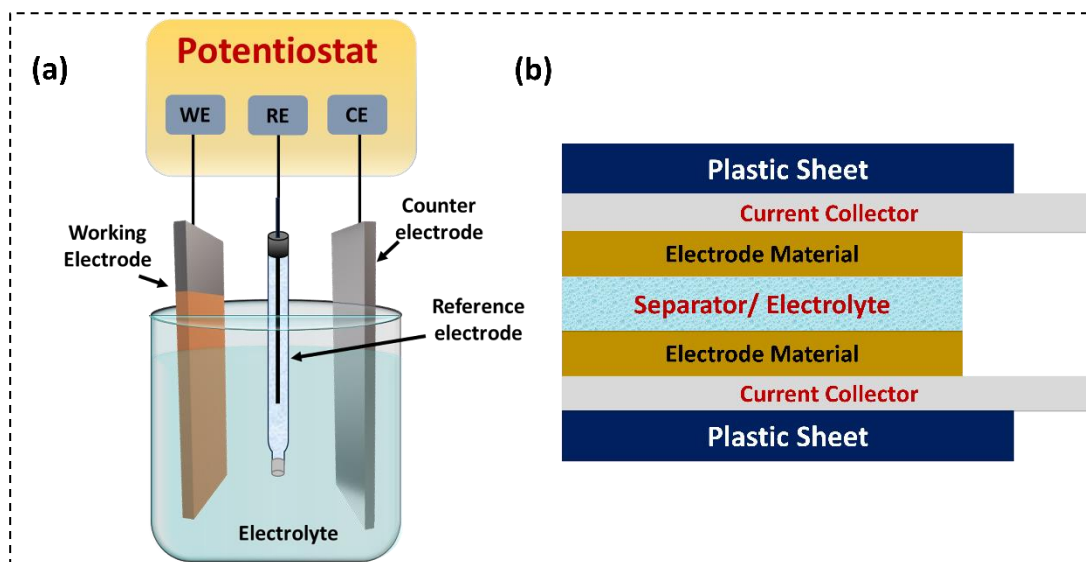 (a)
Potentiostat
WE
RE
CE
Working
Electrode
Counter
electrode
Reference
electrode
Electrolyte
(b)
Plastic Sheet
Current Collector
Electrode Material
Separator/ Electrolyte
Electrode Material
Current Collector
Plastic Sheet